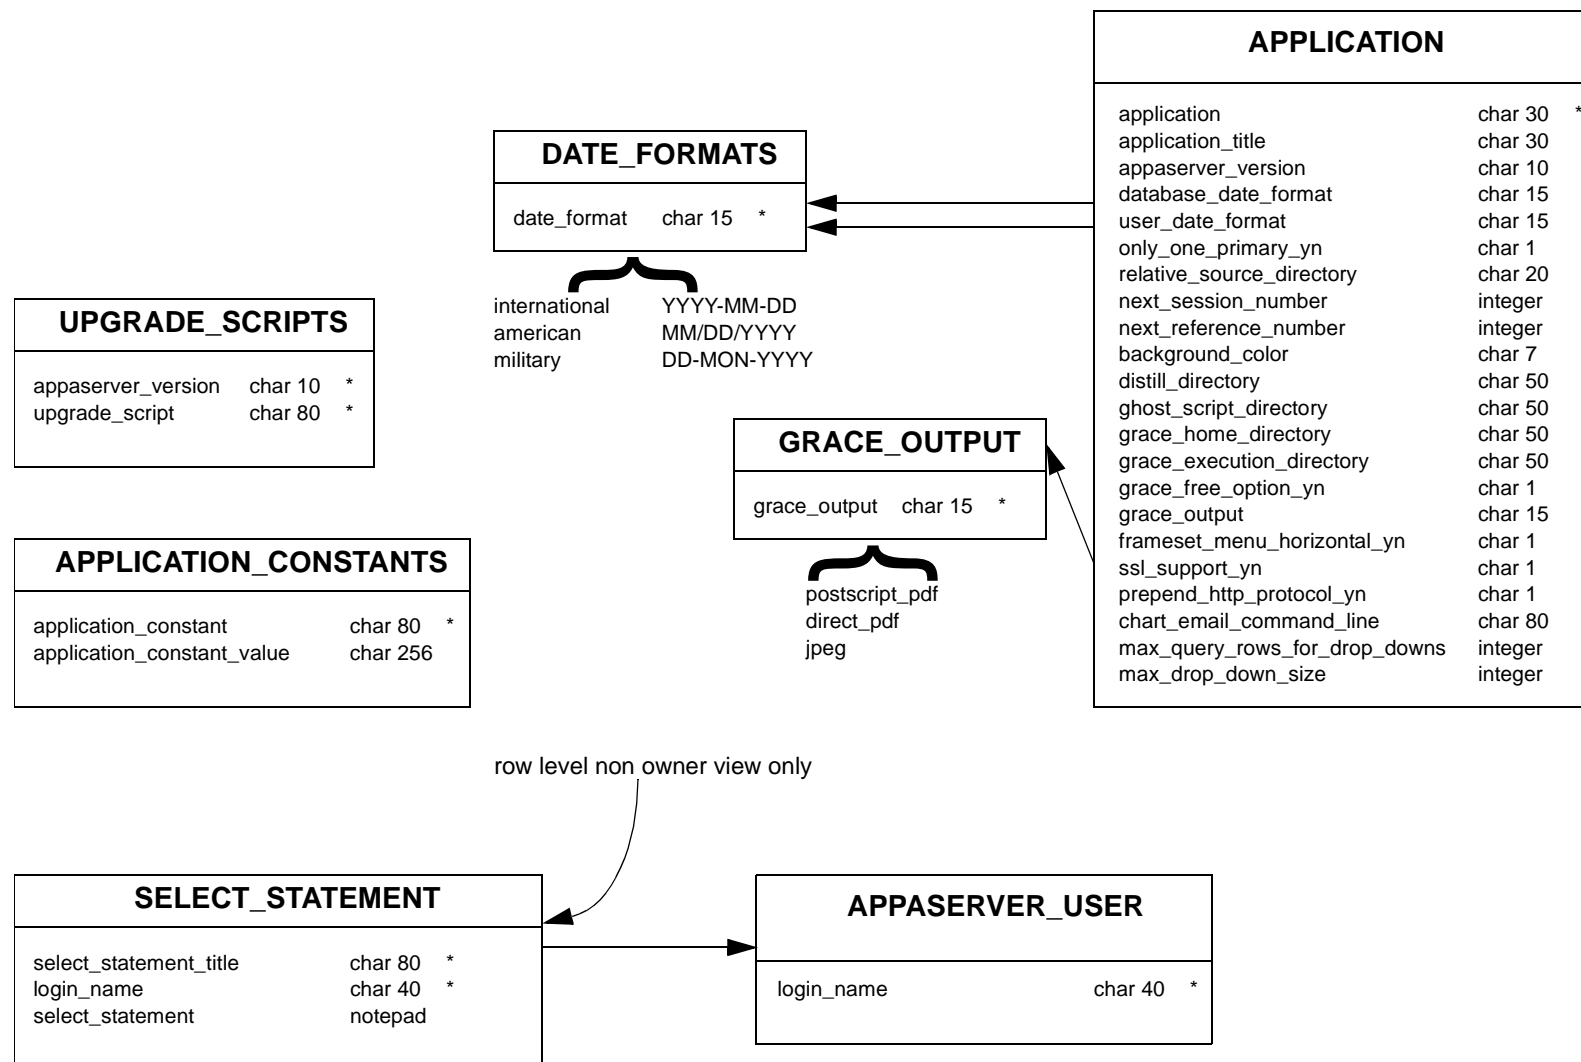 APPLICATION
application char 30 *
application_title char 30
appaserver_version char 10
database_date_format char 15
user_date_format char 15
only_one_primary_yn char 1
relative_source_directory char 20
next_session_number integer
next_reference_number integer
background_color char 7
distill_directory char 50
ghost_script_directory char 50
grace_home_directory char 50
grace_execution_directory char 50
grace_free_option_yn char 1
grace_output char 15
frameset_menu_horizontal_yn char 1
ssl_support_yn char 1
prepend_http_protocol_yn char 1
chart_email_command_line char 80
max_query_rows_for_drop_downs integer
max_drop_down_size integer
DATE_FORMATS
date_format char 15 *
international YYYY-MM-DD
american MM/DD/YYYY
military DD-MON-YYYY
UPGRADE_SCRIPTS
appaserver_version char 10 *
upgrade_script char 80 *
GRACE_OUTPUT
grace_output char 15 *
postscript_pdf
direct_pdf
jpeg
APPLICATION_CONSTANTS
application_constant char 80 *
application_constant_value char 256
row level non owner view only
SELECT_STATEMENT
select_statement_title char 80 *
login_name char 40 *
select_statement notepad
APPASERVER_USER
login_name char 40 *